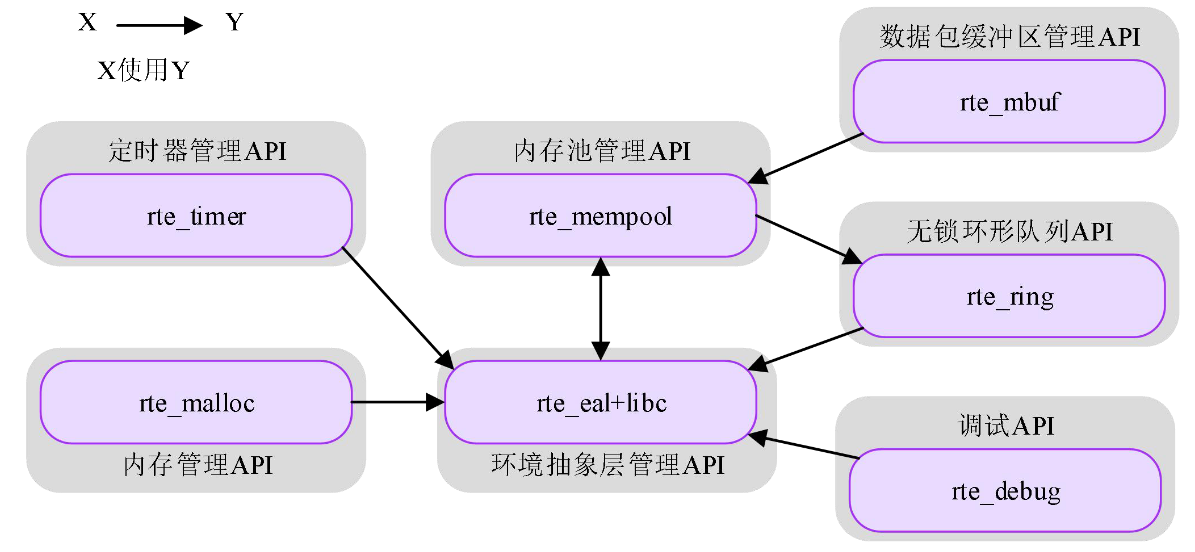 X Y
X使用Y
数据包缓冲区管理API
rte_mbuf
定时器管理API
rte_timer
内存池管理API
rte_mempool
无锁环形队列API
rte_ring
rte_malloc
内存管理API
rte_eal+libc
环境抽象层管理API
调试API
rte_debug